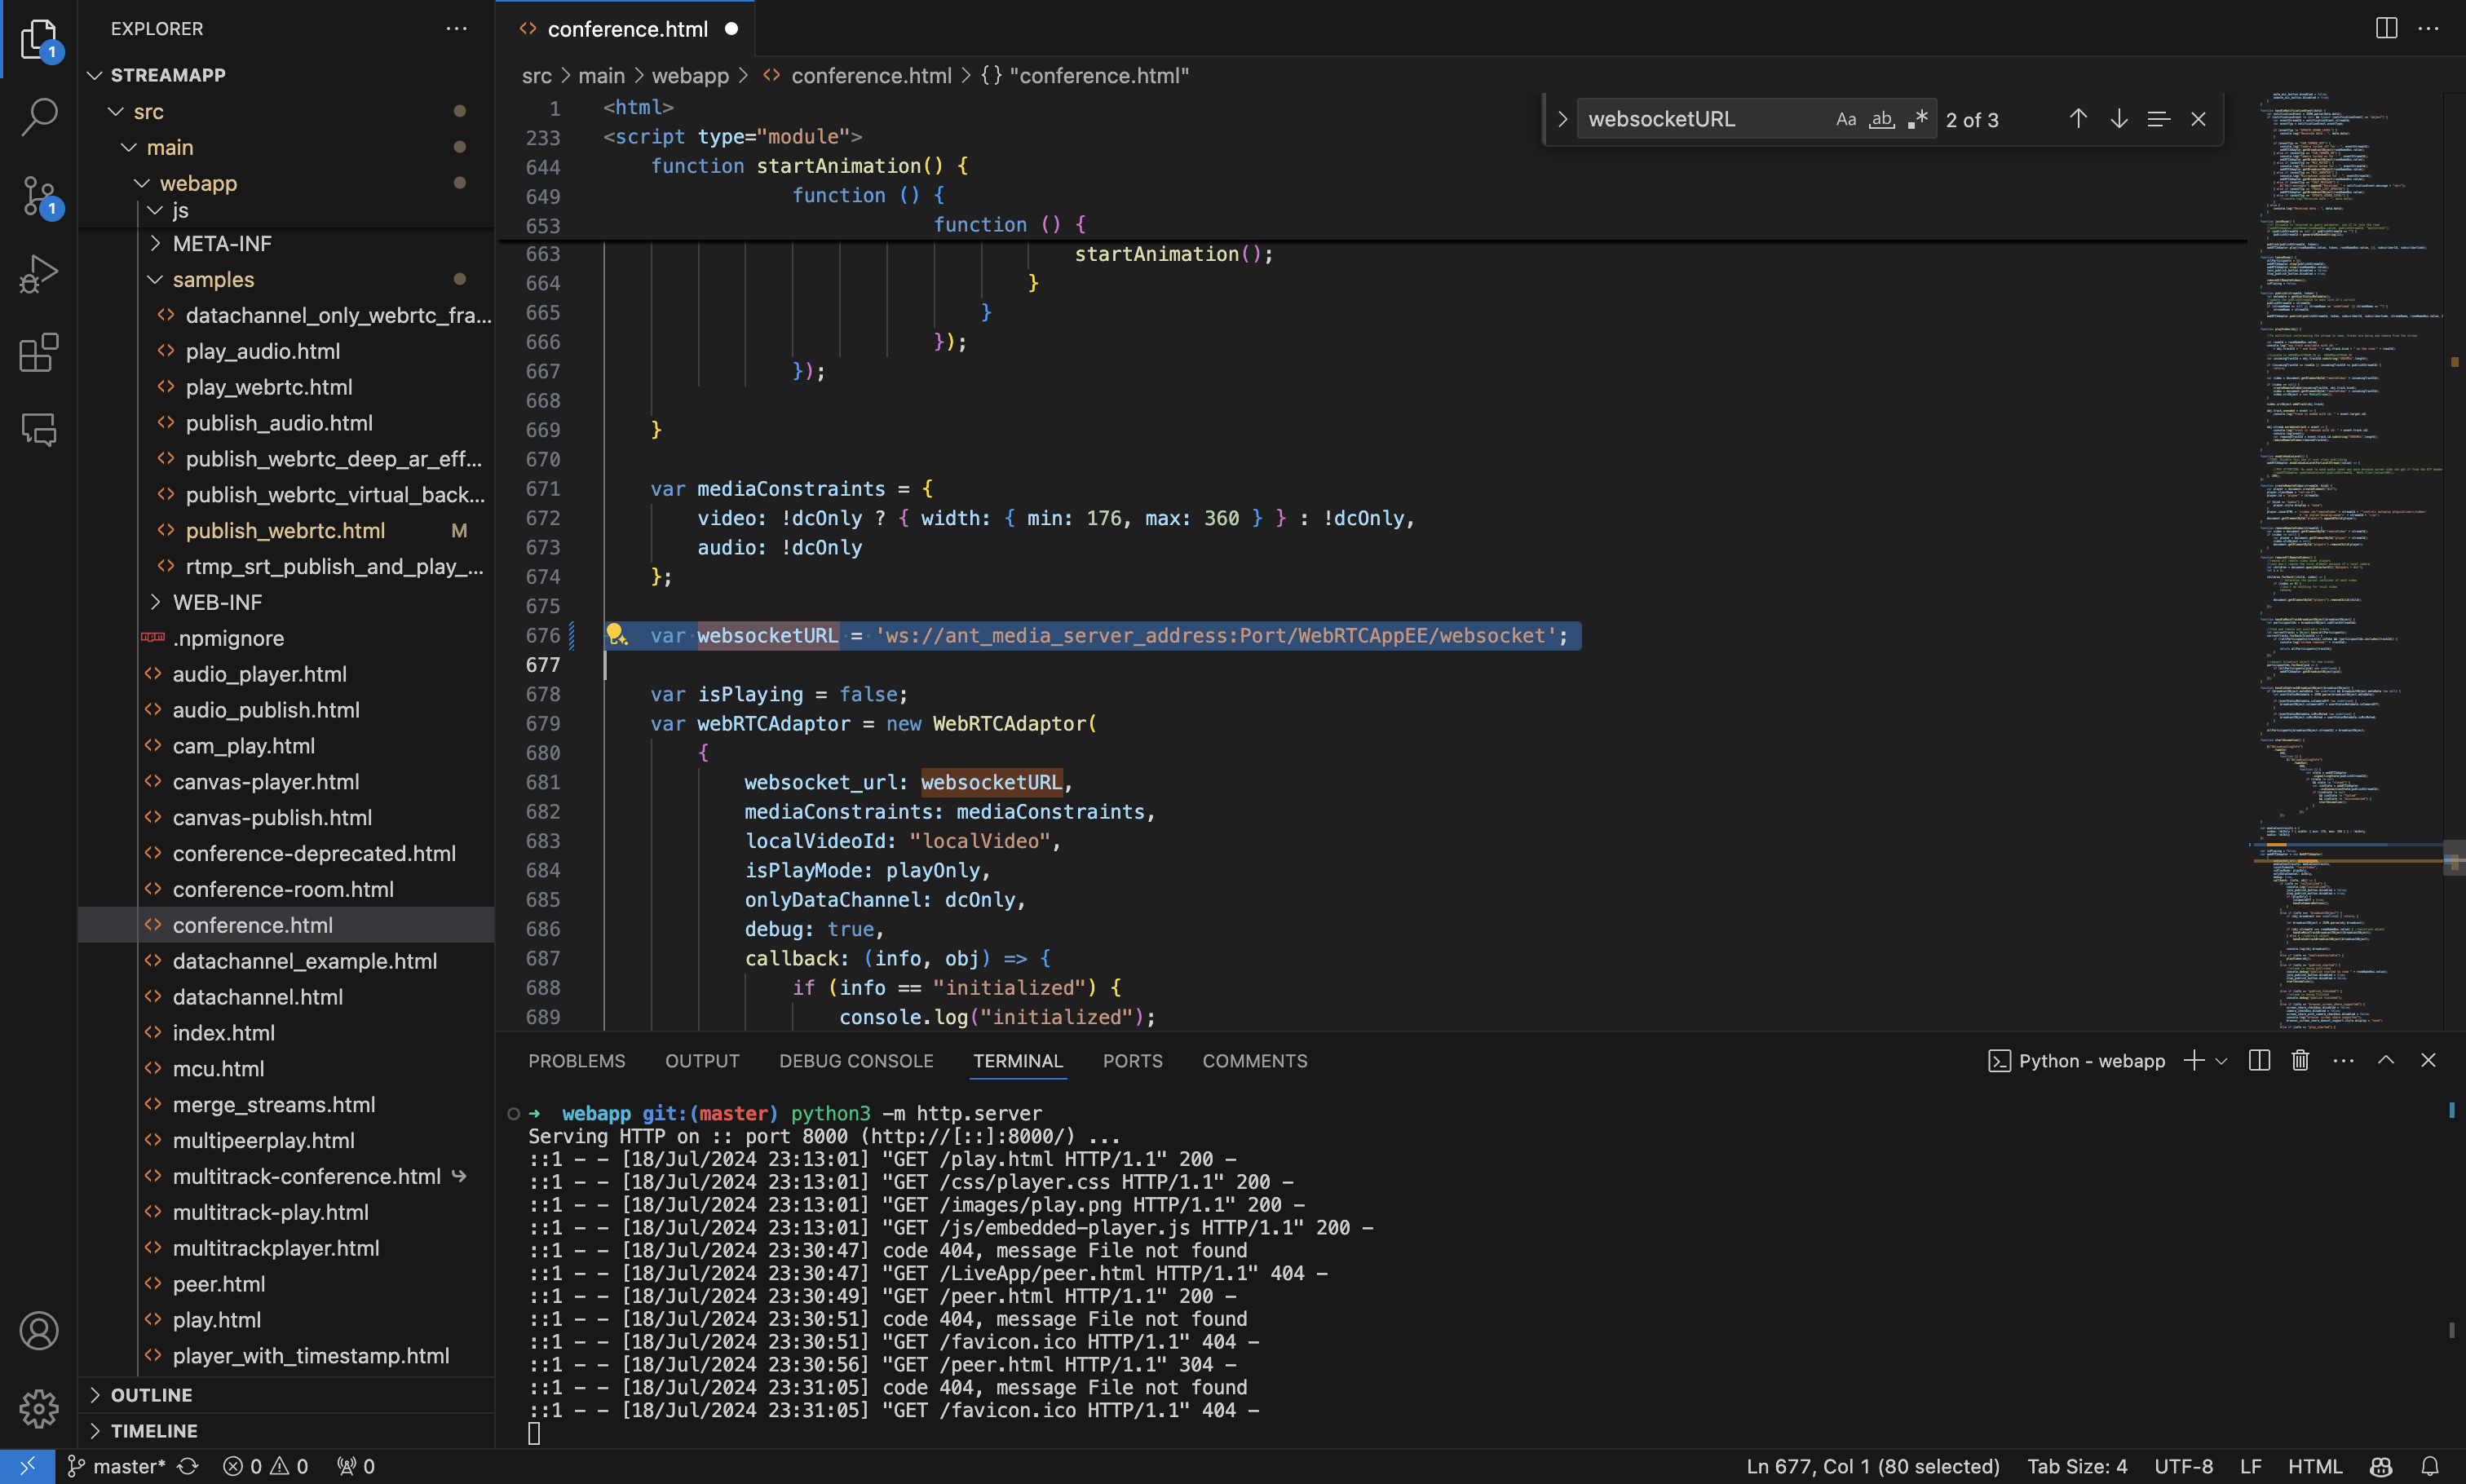 EXPLORER
STREAMAPP
src
main
webapp
js
META-INF
samples
datachannel_only_webrtc_fra...
play_audio.html
play_webrtc.html
publish_audio.html
publish_webrtc_deep_ar_eff...
publish_webrtc_virtual_back...
publish_webrtc.html M
rtmp_srt_publish_and_play_...
WEB-INF
.npmignore
audio_player.html
audio_publish.html
cam_play.html
canvas-player.html
canvas-publish.html
conference-deprecated.html
conference-room.html
conference.html
datachannel_example.html
datachannel.html
index.html
mcu.html
merge_streams.html
multipeerplay.html
multitrack-conference.html
multitrack-play.html
multitrackplayer.html
peer.html
play.html
player_with_timestamp.html
OUTLINE
TIMELINE
1
1
conference.html
src > main > webapp > conference.html > {} "conference.html"
websocketURL Aa ab 2 of 3
1 <html>
233 <script type="module">
644 function startAnimation() {
649 function () {
653 function () {
663 startAnimation();
664 }
665 }
666 });
667 });
668
669 }
670
671 var mediaConstraints = {
672 video: !dcOnly ? { width: { min: 176, max: 360 } } : !dcOnly,
673 audio: !dcOnly
674 };
675
676 var websocketURL = 'ws://ant_media_server_address:Port/WebRTCAppEE/websocket';
677
678 var isPlaying = false;
679 var webRTCAdaptor = new WebRTCAdaptor(
680 {
681 websocket_url: websocketURL,
682 mediaConstraints: mediaConstraints,
683 localVideoId: "localVideo",
684 isPlayMode: playOnly,
685 onlyDataChannel: dcOnly,
686 debug: true,
687 callback: (info, obj) => {
688 if (info == "initialized") {
689 console.log("initialized");
PROBLEMS OUTPUT DEBUG CONSOLE TERMINAL PORTS COMMENTS
Python - webapp
webapp git:(master) python3 -m http.server
Serving HTTP on :: port 8000 (http://[::]:8000/) ...
::1 - - [18/Jul/2024 23:13:01] "GET /play.html HTTP/1.1" 200 -
::1 - - [18/Jul/2024 23:13:01] "GET /css/player.css HTTP/1.1" 200 -
::1 - - [18/Jul/2024 23:13:01] "GET /images/play.png HTTP/1.1" 200 -
::1 - - [18/Jul/2024 23:13:01] "GET /js/embedded-player.js HTTP/1.1" 200 -
::1 - - [18/Jul/2024 23:30:47] code 404, message File not found
::1 - - [18/Jul/2024 23:30:47] "GET /LiveApp/peer.html HTTP/1.1" 404 -
::1 - - [18/Jul/2024 23:30:49] "GET /peer.html HTTP/1.1" 200 -
::1 - - [18/Jul/2024 23:30:51] code 404, message File not found
::1 - - [18/Jul/2024 23:30:51] "GET /favicon.ico HTTP/1.1" 404 -
::1 - - [18/Jul/2024 23:30:56] "GET /peer.html HTTP/1.1" 304 -
::1 - - [18/Jul/2024 23:31:05] code 404, message File not found
::1 - - [18/Jul/2024 23:31:05] "GET /favicon.ico HTTP/1.1" 404 -
master* 0 0 0 Ln 677, Col 1 (80 selected) Tab Size: 4 UTF-8 LF HTML